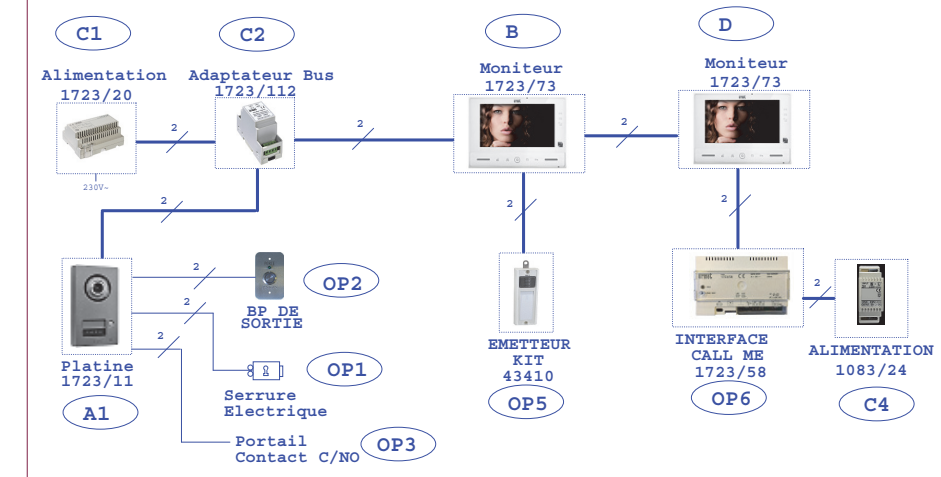 C1
C2
B
D
Alimentation
1723/20
Adaptateur Bus
1723/112
Moniteur
1723/73
Moniteur
1723/73
2
2
2
230V~
2
2
2
2
OP2
BP DE
SORTIE
2
2
2
Platine
1723/11
A1
OP1
Serrure
Electrique
Portail
Contact C/NO
OP3
EMETTEUR
KIT
43410
OP5
INTERFACE
CALL ME
1723/58
OP6
ALIMENTATION
1083/24
C4